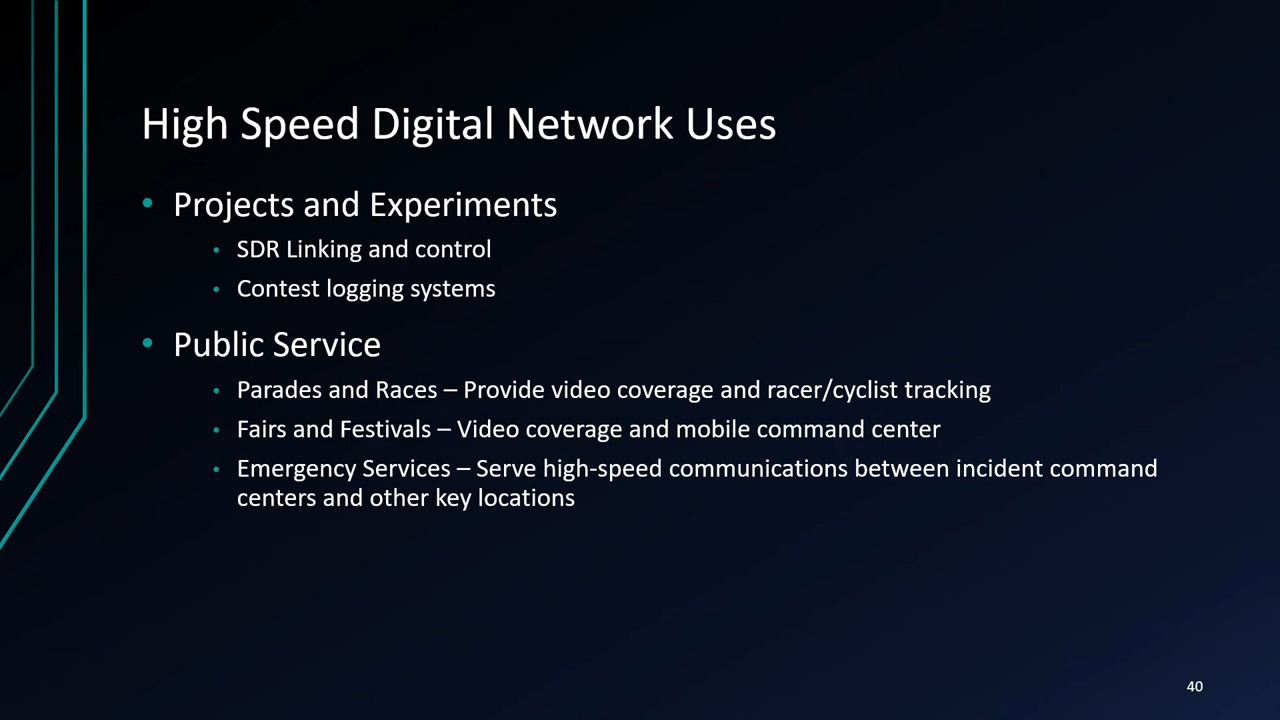 High Speed Digital Network Uses
• Projects and Experiments
• SDR Linking and control
• Contest logging systems
• Public Service
• Parades and Races – Provide video coverage and racer/cyclist tracking
• Fairs and Festivals – Video coverage and mobile command center
• Emergency Services – Serve high-speed communications between incident command
centers and other key locations
40